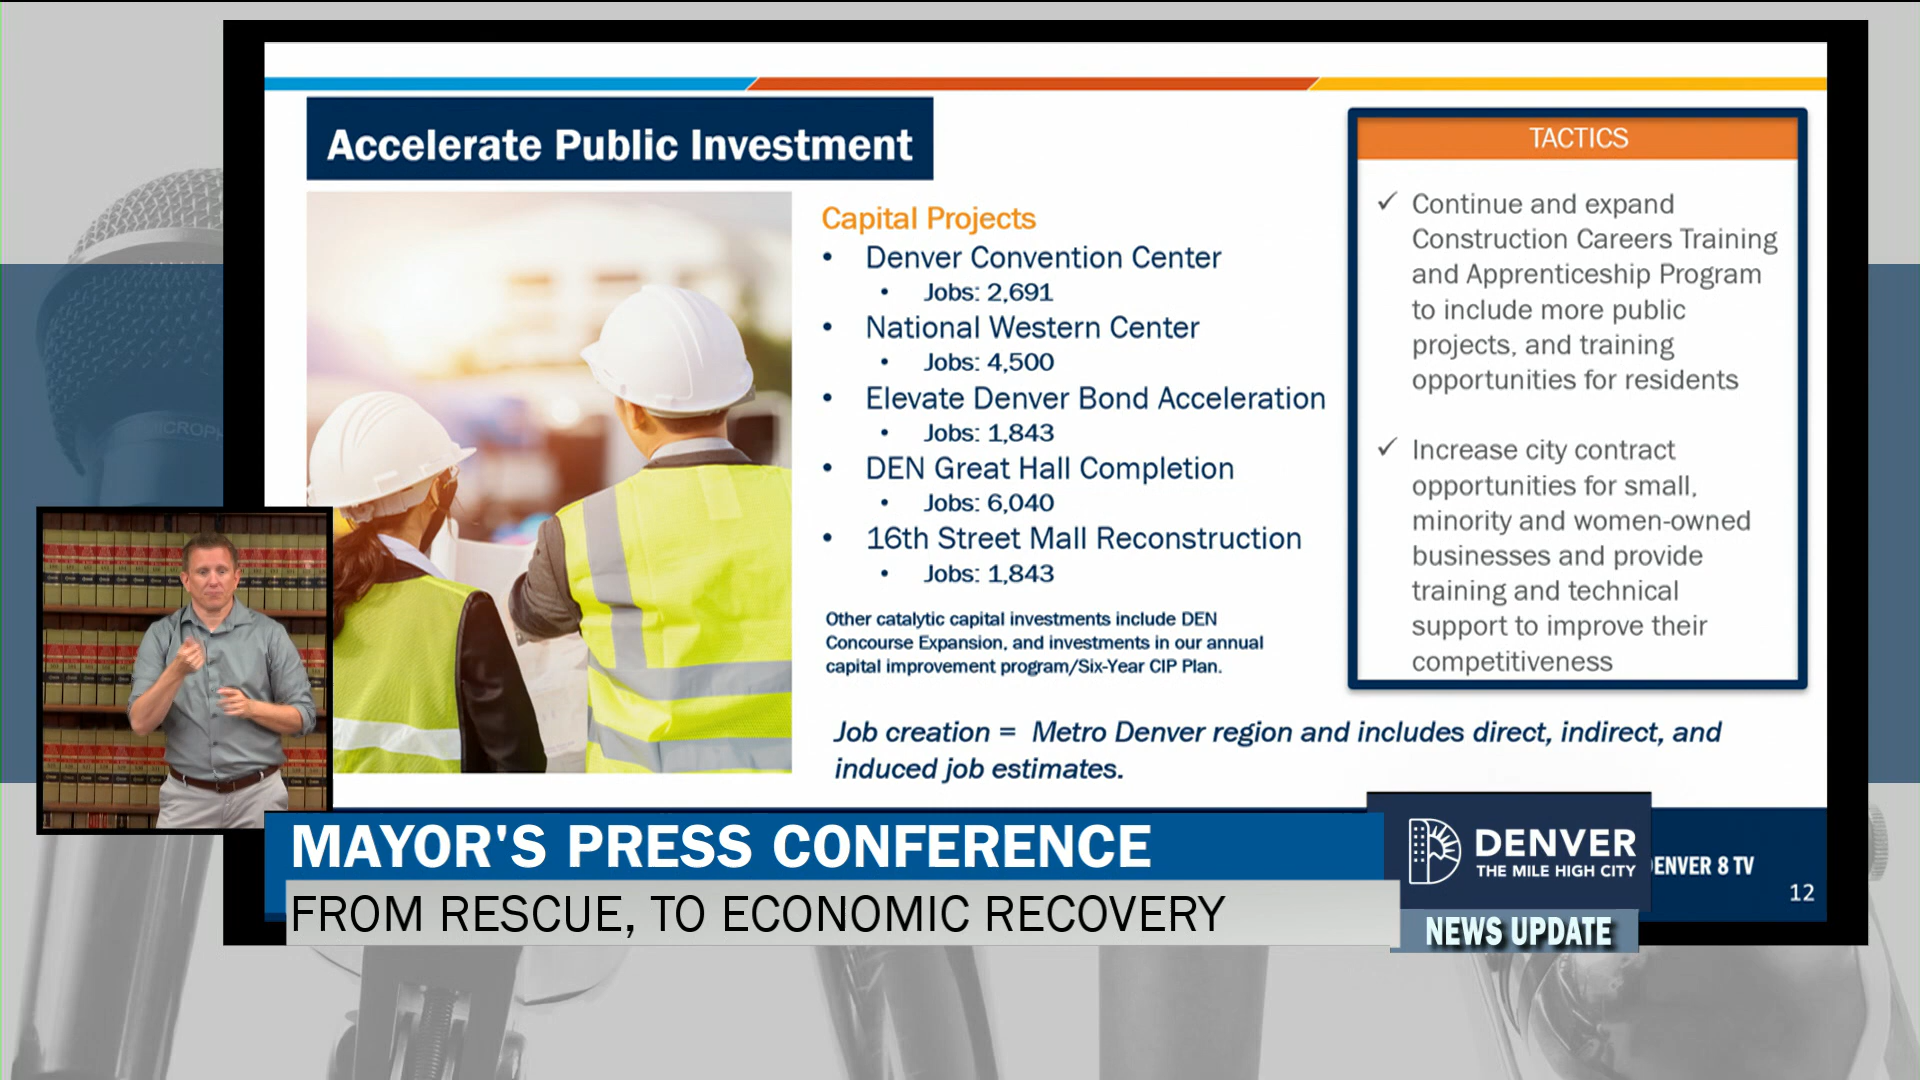 Accelerate Public Investment
Capital Projects
• Denver Convention Center
• Jobs: 2,691
• National Western Center
• Jobs: 4,500
• Elevate Denver Bond Acceleration
• Jobs: 1,843
• DEN Great Hall Completion
• Jobs: 6,040
• 16th Street Mall Reconstruction
• Jobs: 1,843
Other catalytic capital investments include DEN
Concourse Expansion, and investments in our annual
capital improvement program/Six-Year CIP Plan.
TACTICS
✓ Continue and expand
Construction Careers Training
and Apprenticeship Program
to include more public
projects, and training
opportunities for residents
✓ Increase city contract
opportunities for small,
minority and women-owned
businesses and provide
training and technical
support to improve their
competitiveness
Job creation = Metro Denver region and includes direct, indirect, and
induced job estimates.
MAYOR'S PRESS CONFERENCE
FROM RESCUE, TO ECONOMIC RECOVERY
DENVER
THE MILE HIGH CITY
NEWS UPDATE
ENVER 8 TV
12